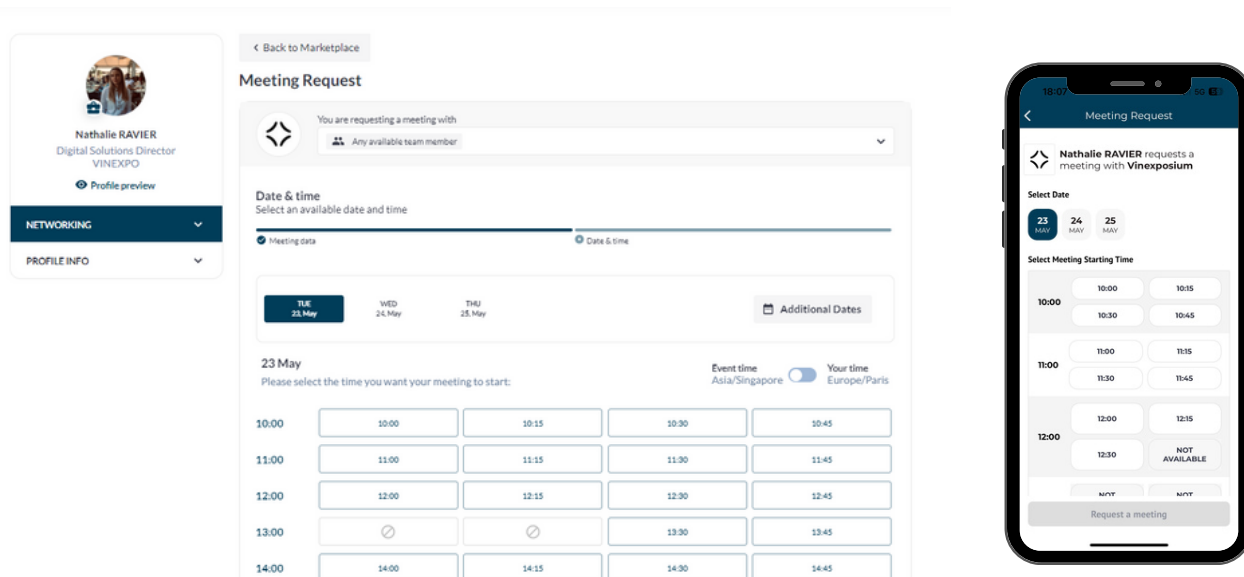 < Back to Marketplace
Meeting Request
Nathalie RAVIER
Digital Solutions Director
VINEXPO
Profile preview
NETWORKING
PROFILE INFO
You are requesting a meeting with
Any available team member
Date & time
Select an available date and time
Meeting data
Date & time
TUE
23, May
WED
24, May
THU
25, May
Additional Dates
23 May
Please select the time you want your meeting to start:
Event time
Asia/Singapore
Your time
Europe/Paris
10:00 10:00 10:15 10:30 10:45
11:00 11:00 11:15 11:30 11:45
12:00 12:00 12:15 12:30 12:45
13:00 13:30 13:45
14:00 14:00 14:15 14:30 14:45
18:07 5G
Meeting Request
Nathalie RAVIER requests a
meeting with Vinexposium
Select Date
23
MAY
24
MAY
25
MAY
Select Meeting Starting Time
10:00
10:00 10:15
10:30 10:45
11:00
11:00 11:15
11:30 11:45
12:00
12:00 12:15
12:30 NOT
AVAILABLE
NOT NOT
Request a meeting